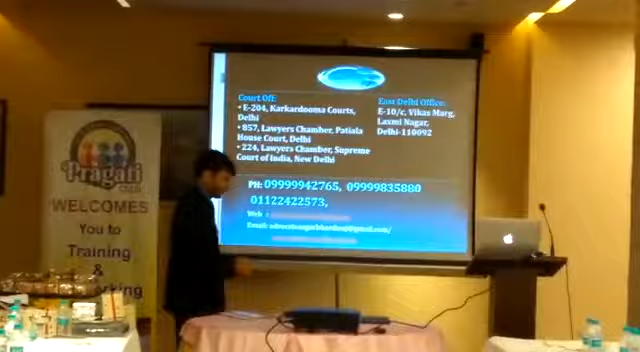 Court Off:
• E-204, Karkardooma Courts,
Delhi
• 857, Lawyers Chamber, Patiala
House Court, Delhi
• 224, Lawyers Chamber, Supreme
Court of India, New Delhi
East Delhi Office:
E-10/c, Vikas Marg,
Laxmi Nagar,
Delhi-110092
PH: 09999942765, 09999835880
01122422573,
Web :
Email:
Pragati
WELCOMES
You to
Training
&